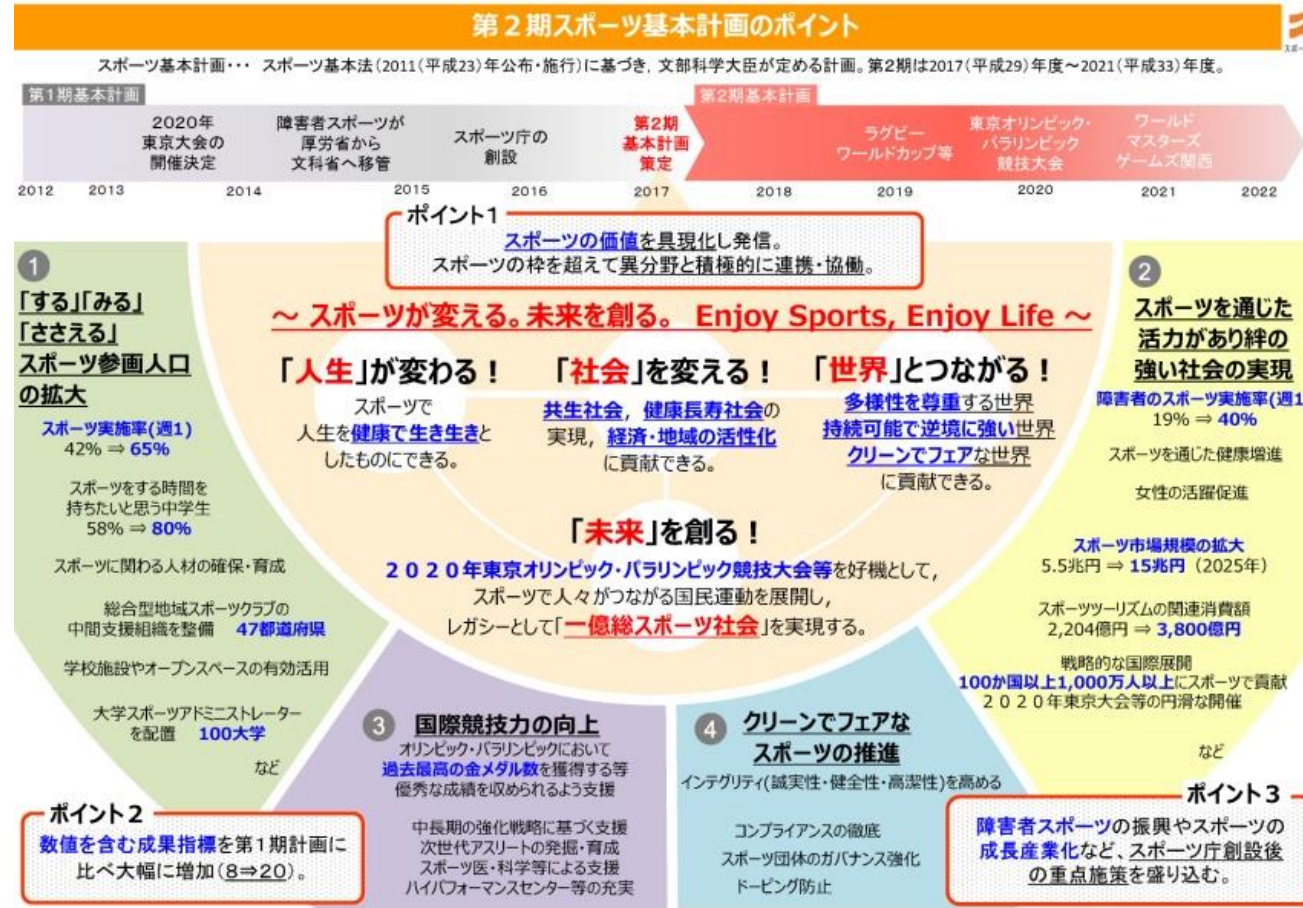 第２期スポーツ基本計画のポイント
スポーツ基本計画･･･ スポーツ基本法(2011(平成23)年公布・施行)に基づき，文部科学大臣が定める計画。第2期は2017(平成29)年度～2021(平成33)年度。
第1期基本計画
第2期基本計画
2020年
東京大会の
開催決定
障害者スポーツが
厚労省から
文科省へ移管
スポーツ庁の
創設
第2期
基本計画
策定
ラグビー
ワールドカップ等
東京オリンピック・
パラリンピック
競技大会
ワールド
マスターズ
ゲームズ関西
2012 2013 2014 2015 2016 2017 2018 2019 2020 2021 2022
ポイント1
スポーツの価値を具現化し発信。
スポーツの枠を超えて異分野と積極的に連携・協働。
1
「する」「みる」
「ささえる」
スポーツ参画人口
の拡大
スポーツ実施率(週1)
42% ⇒ 65%
スポーツをする時間を
持ちたいと思う中学生
58% ⇒ 80%
スポーツに関わる人材の確保・育成
総合型地域スポーツクラブの
中間支援組織を整備 47都道府県
学校施設やオープンスペースの有効活用
大学スポーツアドミニストレーター
を配置 100大学
など
～ スポーツが変える。未来を創る。 Enjoy Sports, Enjoy Life ～
「人生」が変わる！
スポーツで
人生を健康で生き生きと
したものにできる。
「社会」を変える！
共生社会，健康長寿社会の
実現，経済・地域の活性化
に貢献できる。
「世界」とつながる！
多様性を尊重する世界
持続可能で逆境に強い世界
クリーンでフェアな世界
に貢献できる。
「未来」を創る！
２０２０年東京オリンピック・パラリンピック競技大会等を好機として，
スポーツで人々がつながる国民運動を展開し，
レガシーとして「一億総スポーツ社会」を実現する。
2
スポーツを通じた
活力があり絆の
強い社会の実現
障害者のスポーツ実施率(週1
19% ⇒ 40%
スポーツを通じた健康増進
女性の活躍促進
スポーツ市場規模の拡大
5.5兆円 ⇒ 15兆円（2025年）
スポーツツーリズムの関連消費額
2,204億円 ⇒ 3,800億円
戦略的な国際展開
100か国以上1,000万人以上にスポーツで貢献
２０２０年東京大会等の円滑な開催
など
3
国際競技力の向上
オリンピック・パラリンピックにおいて
過去最高の金メダル数を獲得する等
優秀な成績を収められるよう支援
中長期の強化戦略に基づく支援
次世代アスリートの発掘・育成
スポーツ医・科学等による支援
ハイパフォーマンスセンター等の充実
4
クリーンでフェアな
スポーツの推進
インテグリティ(誠実性・健全性・高潔性)を高める
コンプライアンスの徹底
スポーツ団体のガバナンス強化
ドーピング防止
ポイント２
数値を含む成果指標を第１期計画に
比べ大幅に増加(8⇒20)。
ポイント３
障害者スポーツの振興やスポーツの
成長産業化など、スポーツ庁創設後
の重点施策を盛り込む。